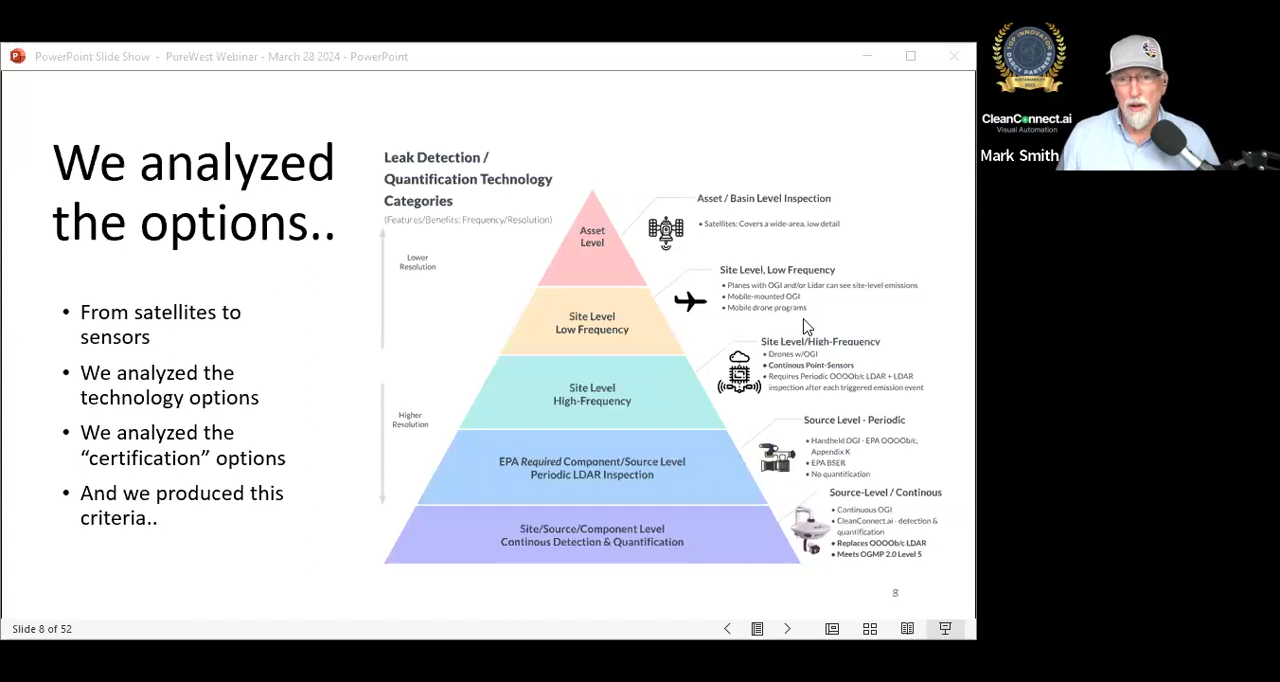 PowerPoint Slide Show - PureWest Webinar - March 28 2024 - PowerPoint
We analyzed
the options..
• From satellites to
sensors
• We analyzed the
technology options
• We analyzed the
“certification” options
• And we produced this
criteria..
Leak Detection /
Quantification Technology
Categories
(Features/Benefits: Frequency/Resolution)
Lower
Resolution
Higher
Resolution
Asset
Level
Site Level
Low Frequency
Site Level
High-Frequency
EPA Required Component/Source Level
Periodic LDAR Inspection
Site/Source/Component Level
Continous Detection & Quantification
Asset / Basin Level Inspection
• Satellites: Covers a wide-area, low detail
Site Level, Low Frequency
• Planes with OGI and/or Lidar can see site-level emissions
• Mobile-mounted OGI
• Mobile drone programs
Site Level/High-Frequency
• Drones w/OGI
• Continous Point-Sensors
• Requires Periodic OOOOb/c LDAR + LDAR
inspection after each triggered emission event
Source Level - Periodic
• Handheld OGI - EPA OOOOb/c,
Appendix K
• EPA BSER
• No quantification
Source-Level / Continous
• Continuous OGI
• CleanConnect.ai - detection &
quantification
• Replaces OOOOb/c LDAR
• Meets OGMP 2.0 Level 5
8
Slide 8 of 52
TOP INNOVATOR
DARCY PARTNERS
SUSTAINABILITY
CleanConnect.ai
Visual Automation
Mark Smith